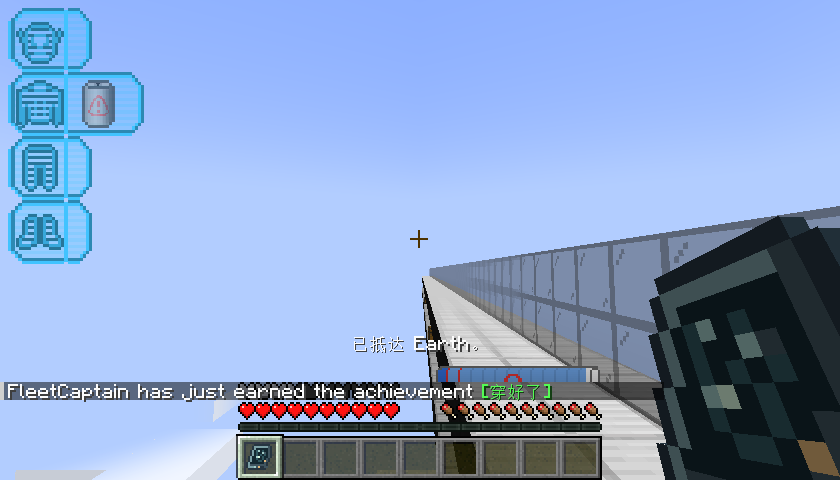 已抵达 Earth。
FleetCaptain has just earned the achievement [穿好了]